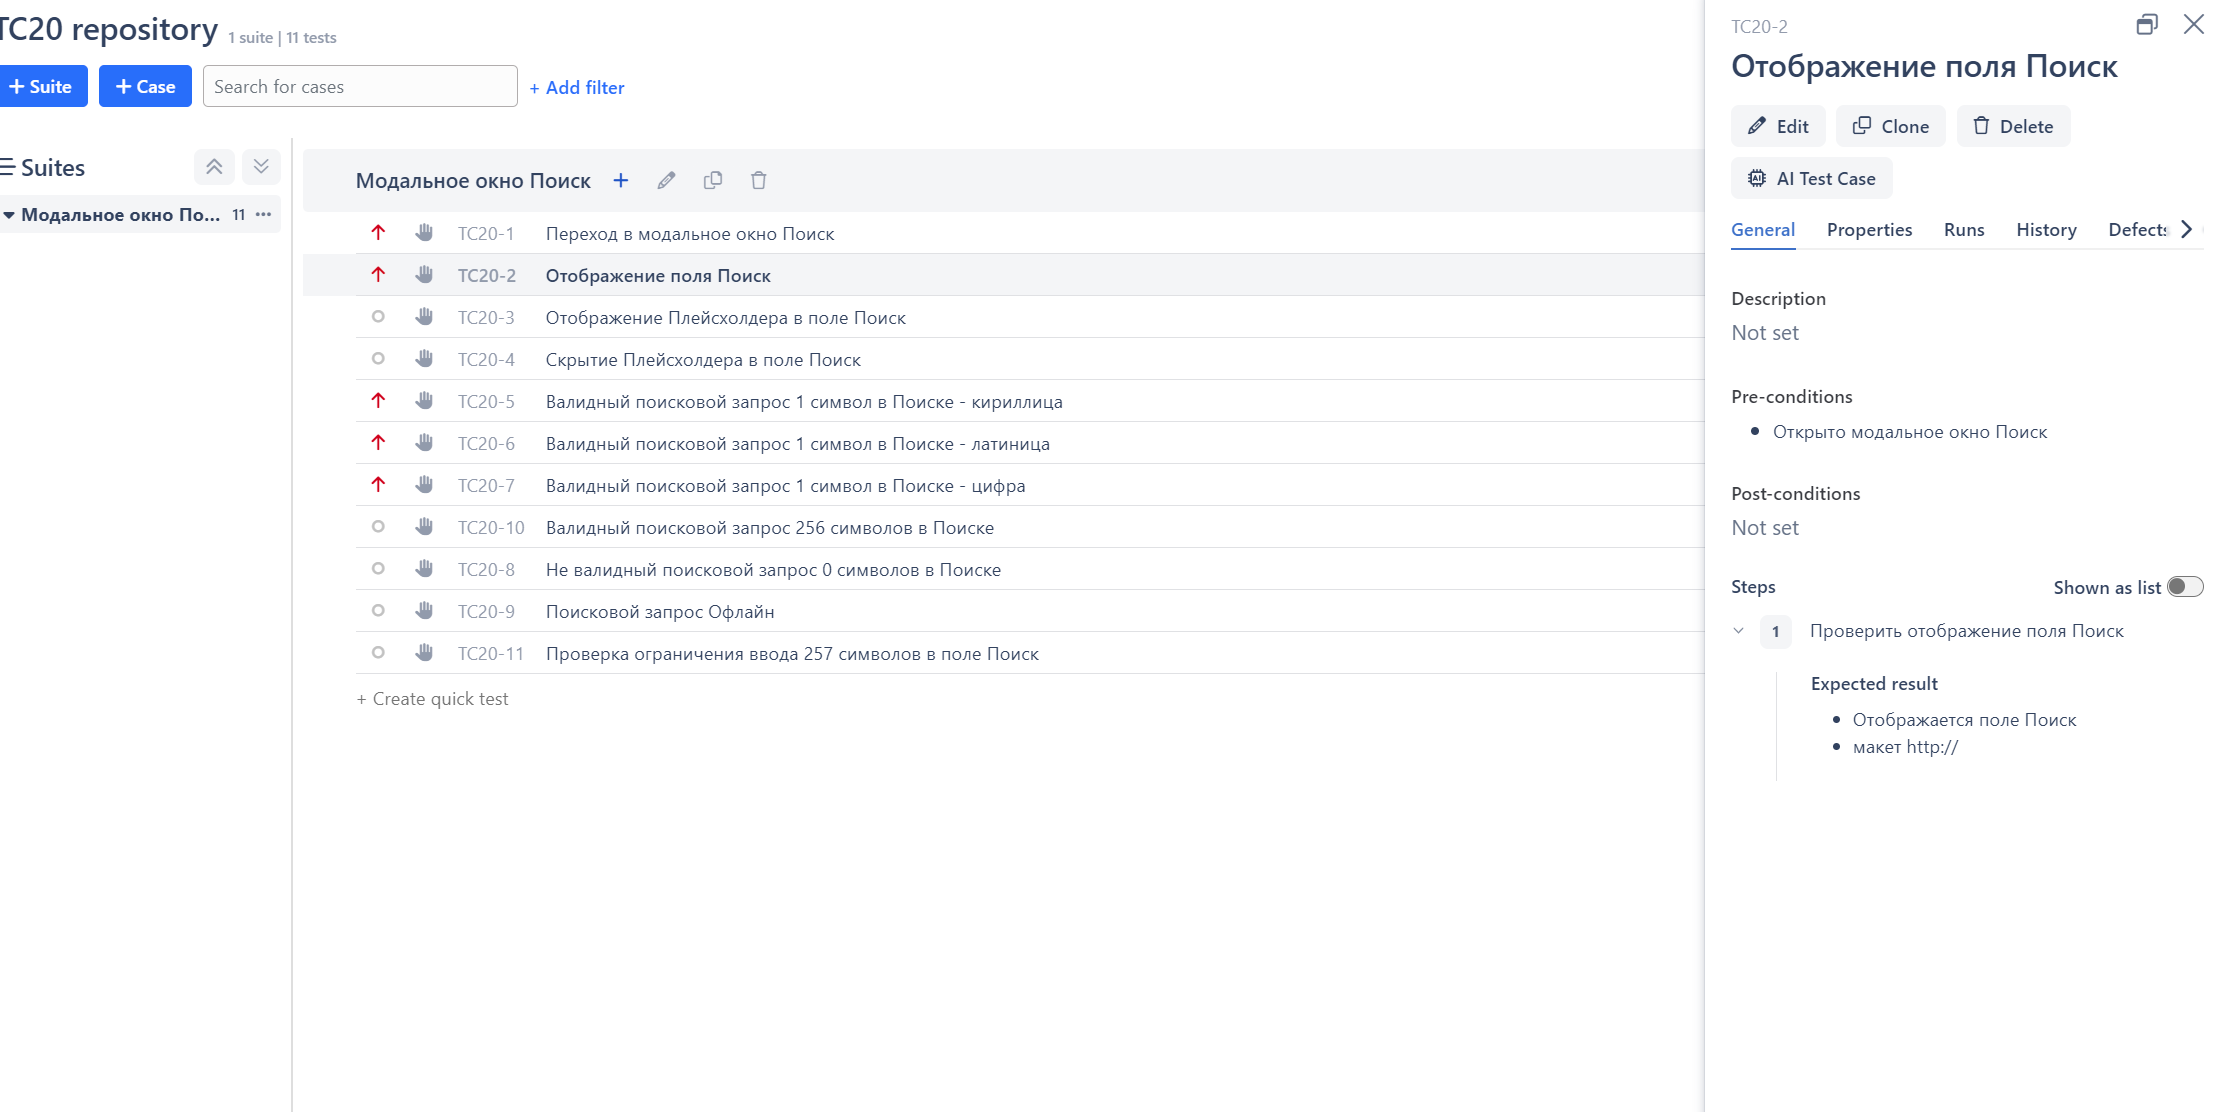 TC20 repository 1 suite | 11 tests
+ Suite
+ Case
Search for cases
+ Add filter
Suites
Модальное окно По... 11 ...
Модальное окно Поиск
TC20-1 Переход в модальное окно Поиск
TC20-2 Отображение поля Поиск
TC20-3 Отображение Плейсхолдера в поле Поиск
TC20-4 Скрытие Плейсхолдера в поле Поиск
TC20-5 Валидный поисковой запрос 1 символ в Поиске - кириллица
TC20-6 Валидный поисковой запрос 1 символ в Поиске - латиница
TC20-7 Валидный поисковой запрос 1 символ в Поиске - цифра
TC20-10 Валидный поисковой запрос 256 символов в Поиске
TC20-8 Не валидный поисковой запрос 0 символов в Поиске
TC20-9 Поисковой запрос Офлайн
TC20-11 Проверка ограничения ввода 257 символов в поле Поиск
+ Create quick test
TC20-2
Отображение поля Поиск
Edit
Clone
Delete
AI Test Case
General Properties Runs History Defects
Description
Not set
Pre-conditions
• Открыто модальное окно Поиск
Post-conditions
Not set
Steps
Shown as list
1 Проверить отображение поля Поиск
Expected result
• Отображается поле Поиск
• макет http://